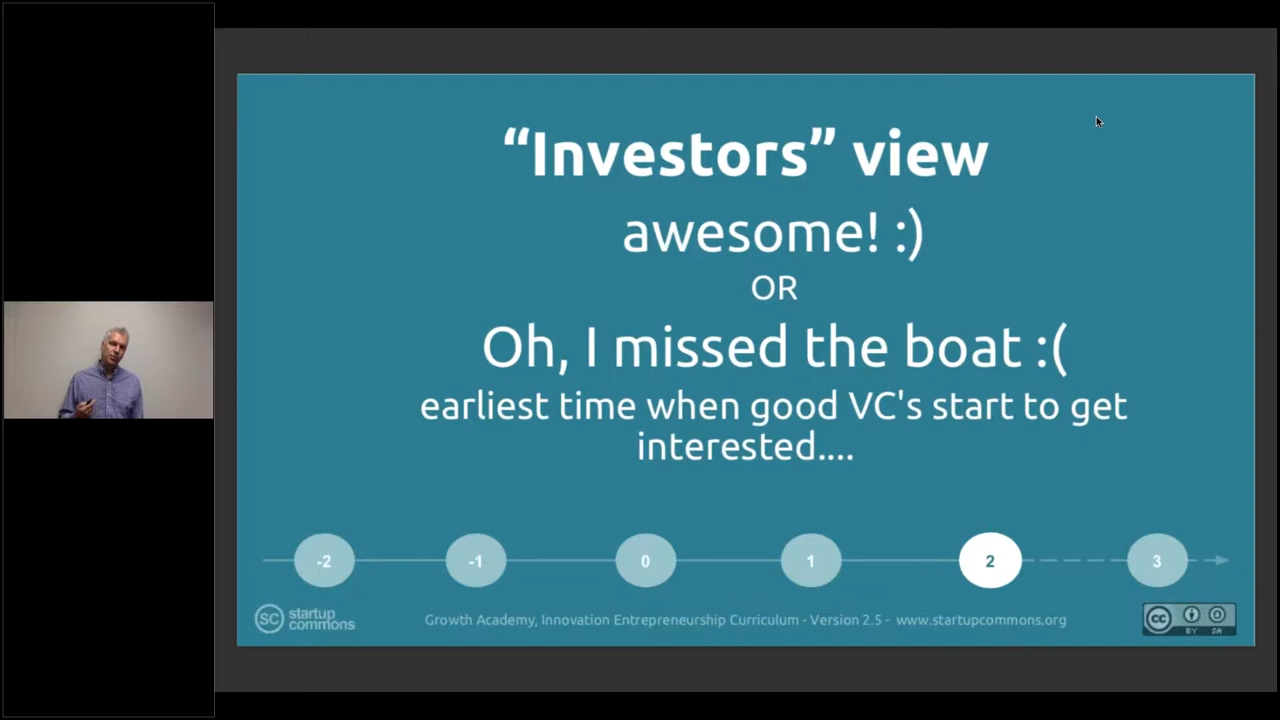 “Investors” view
awesome! :)
OR
Oh, I missed the boat :(
earliest time when good VC's start to get
interested....
-2
-1
0
1
2
3
SC startup
commons
Growth Academy, Innovation Entrepreneurship Curriculum - Version 2.5 - www.startupcommons.org
cc
BY SA